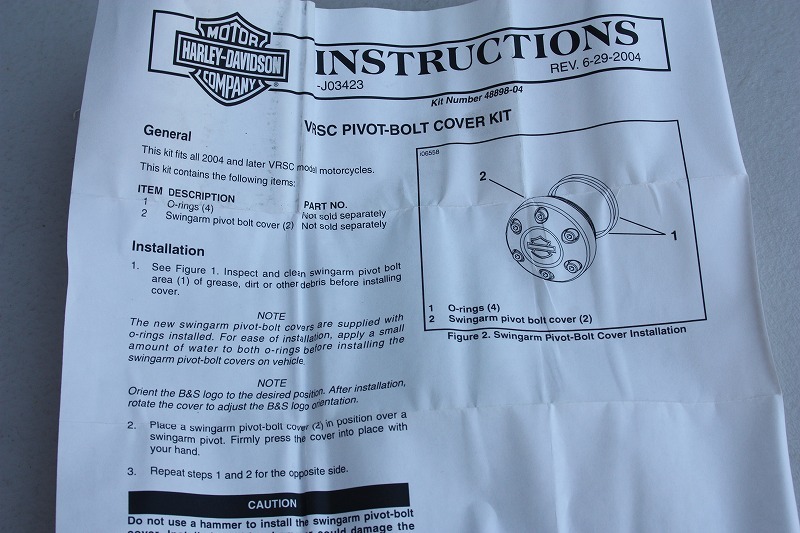 MOTOR
HARLEY-DAVIDSON
COMPANY
®
INSTRUCTIONS
-J03423
REV. 6-29-2004
Kit Number 48898-04
VRSC PIVOT-BOLT COVER KIT
General
This kit fits all 2004 and later VRSC model motorcycles.
This kit contains the following items:
ITEM DESCRIPTION PART NO.
1 O-rings (4) Not sold separately
2 Swingarm pivot bolt cover (2) Not sold separately
Installation
1. See Figure 1. Inspect and clean swingarm pivot bolt
area (1) of grease, dirt or other debris before installing
cover.
NOTE
The new swingarm pivot-bolt covers are supplied with
o-rings installed. For ease of installation, apply a small
amount of water to both o-rings before installing the
swingarm pivot-bolt covers on vehicle.
NOTE
Orient the B&S logo to the desired position. After installation,
rotate the cover to adjust the B&S logo orientation.
2. Place a swingarm pivot-bolt cover (2) in position over a
swingarm pivot. Firmly press the cover into place with
your hand.
3. Repeat steps 1 and 2 for the opposite side.
CAUTION
Do not use a hammer to install the swingarm pivot-bolt
could damage the
i06558
2
1
1 O-rings (4)
2 Swingarm pivot bolt cover (2)
Figure 2. Swingarm Pivot-Bolt Cover Installation